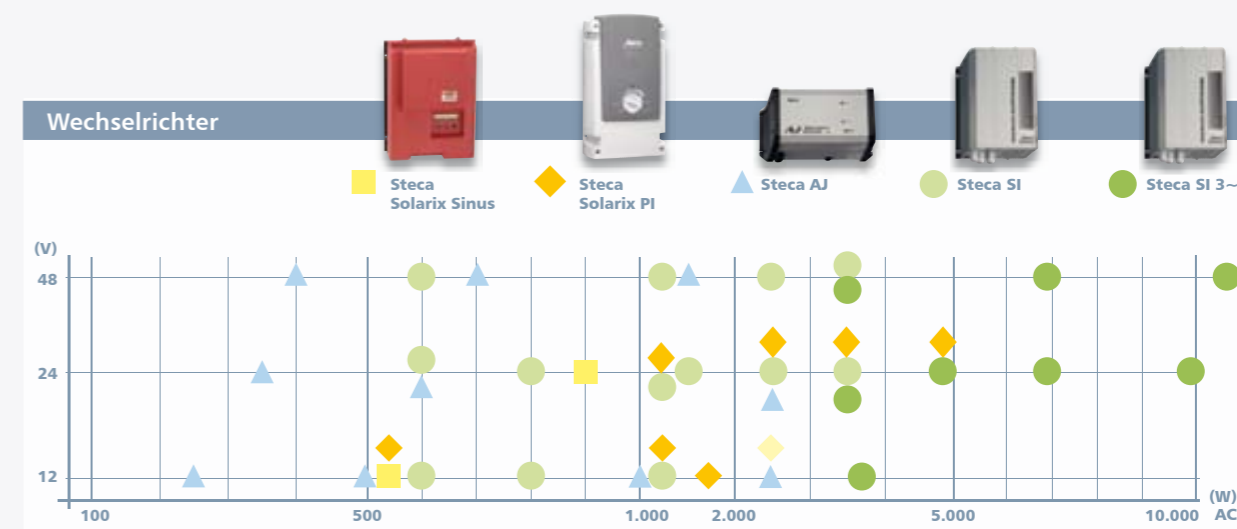 Wechselrichter
Steca
Solarix Sinus
Steca
Solarix PI
Steca AJ
Steca SI
Steca SI 3~
(V)
48
24
12
100
500
1.000
2.000
5.000
10.000
(W)
AC